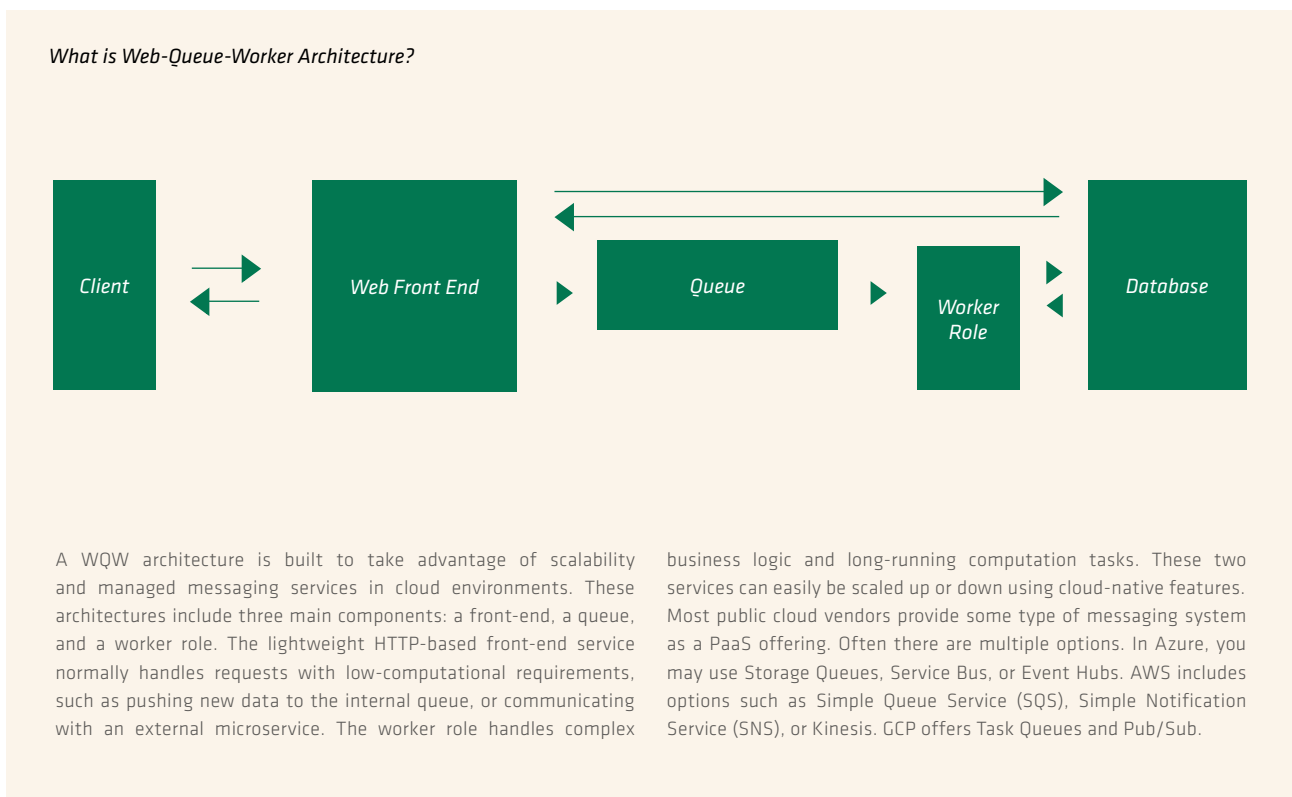 What is Web-Queue-Worker Architecture?
Client
Web Front End
Queue
Worker
Role
Database
A WQW architecture is built to take advantage of scalability
and managed messaging services in cloud environments. These
architectures include three main components: a front-end, a queue,
and a worker role. The lightweight HTTP-based front-end service
normally handles requests with low-computational requirements,
such as pushing new data to the internal queue, or communicating
with an external microservice. The worker role handles complex
business logic and long-running computation tasks. These two
services can easily be scaled up or down using cloud-native features.
Most public cloud vendors provide some type of messaging system
as a PaaS offering. Often there are multiple options. In Azure, you
may use Storage Queues, Service Bus, or Event Hubs. AWS includes
options such as Simple Queue Service (SQS), Simple Notification
Service (SNS), or Kinesis. GCP offers Task Queues and Pub/Sub.